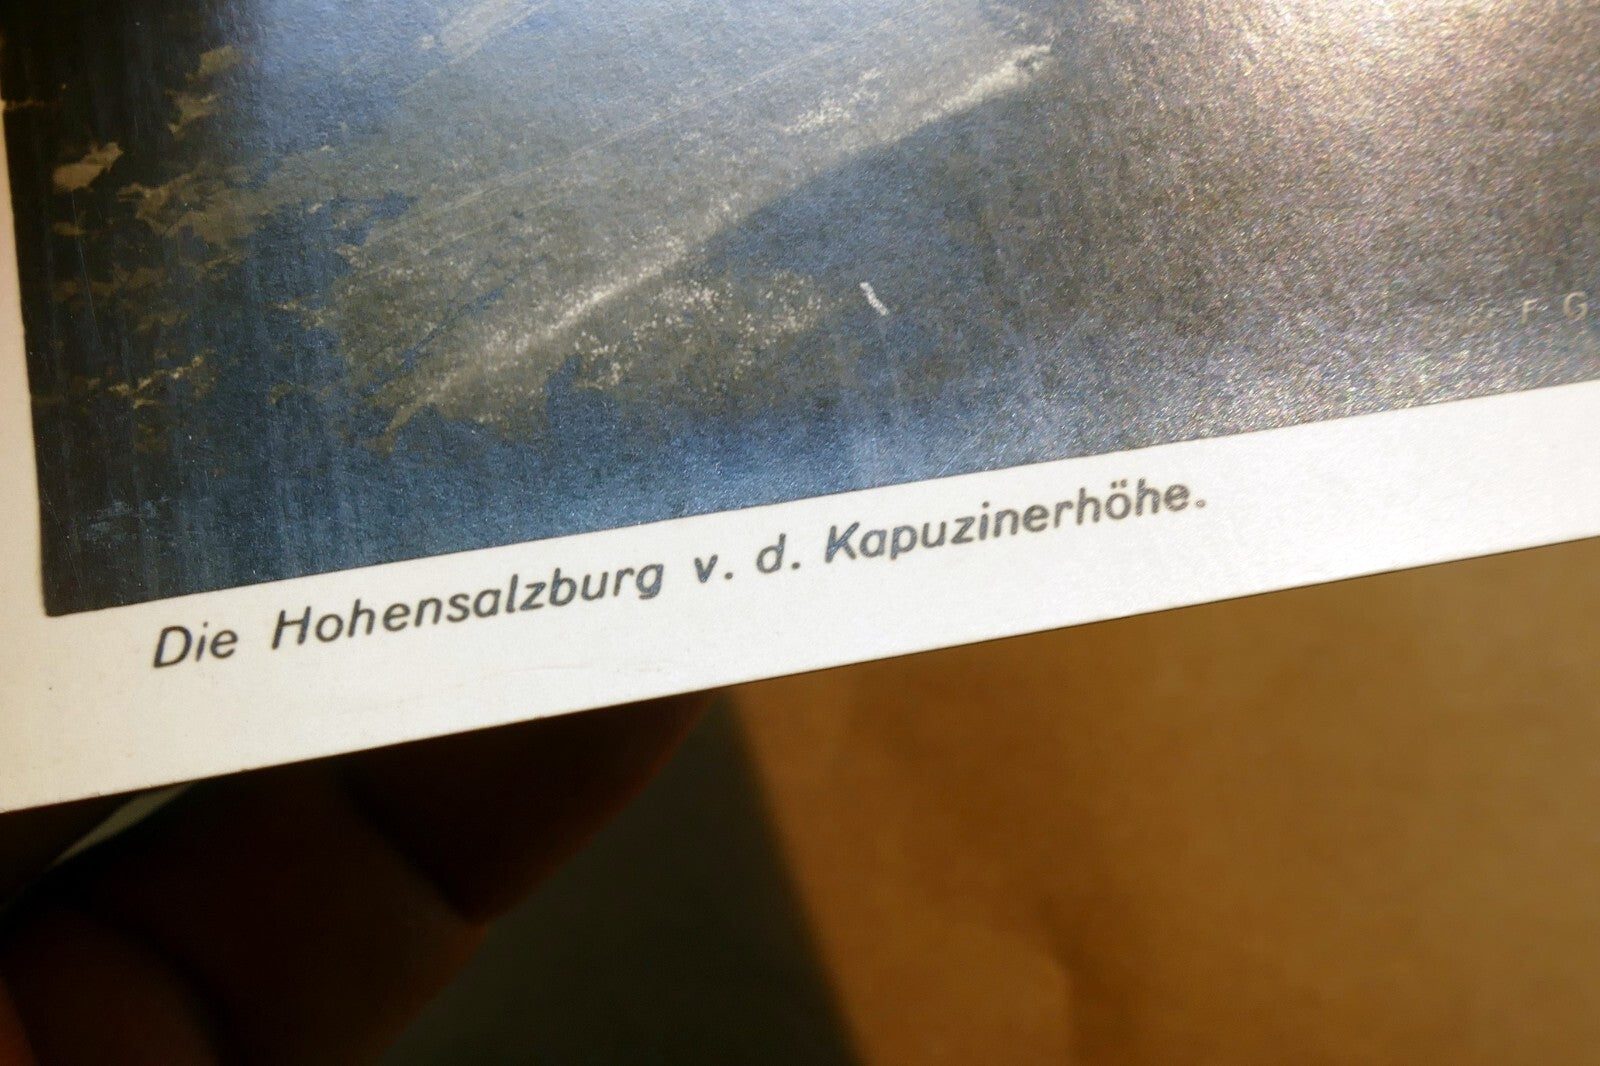 F G
Die Hohensalzburg v. d. Kapuzinerhöhe.